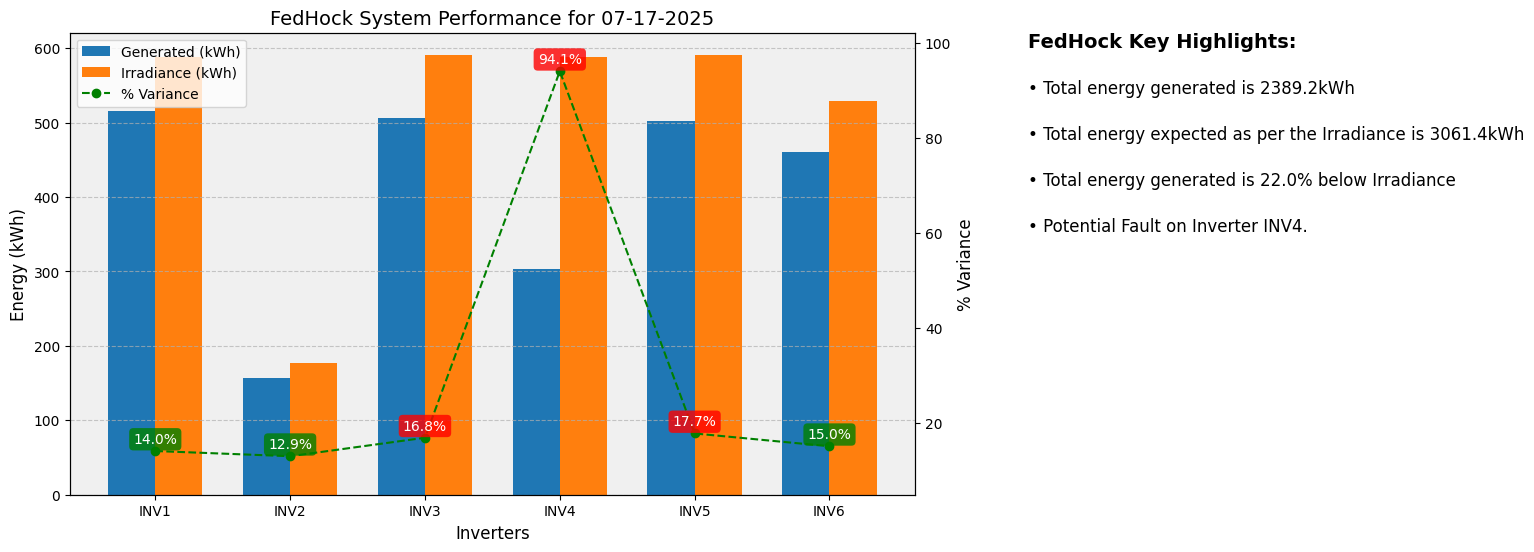 FedHock System Performance for 07-17-2025
Generated (kWh)
Irradiance (kWh)
% Variance
Energy (kWh)
600
500
400
300
200
100
0
14.0%
12.9%
16.8%
94.1%
17.7%
15.0%
100
80
60
40
20
% Variance
INV1 INV2 INV3 INV4 INV5 INV6
Inverters
FedHock Key Highlights:
• Total energy generated is 2389.2kWh
• Total energy expected as per the Irradiance is 3061.4kWh
• Total energy generated is 22.0% below Irradiance
• Potential Fault on Inverter INV4.